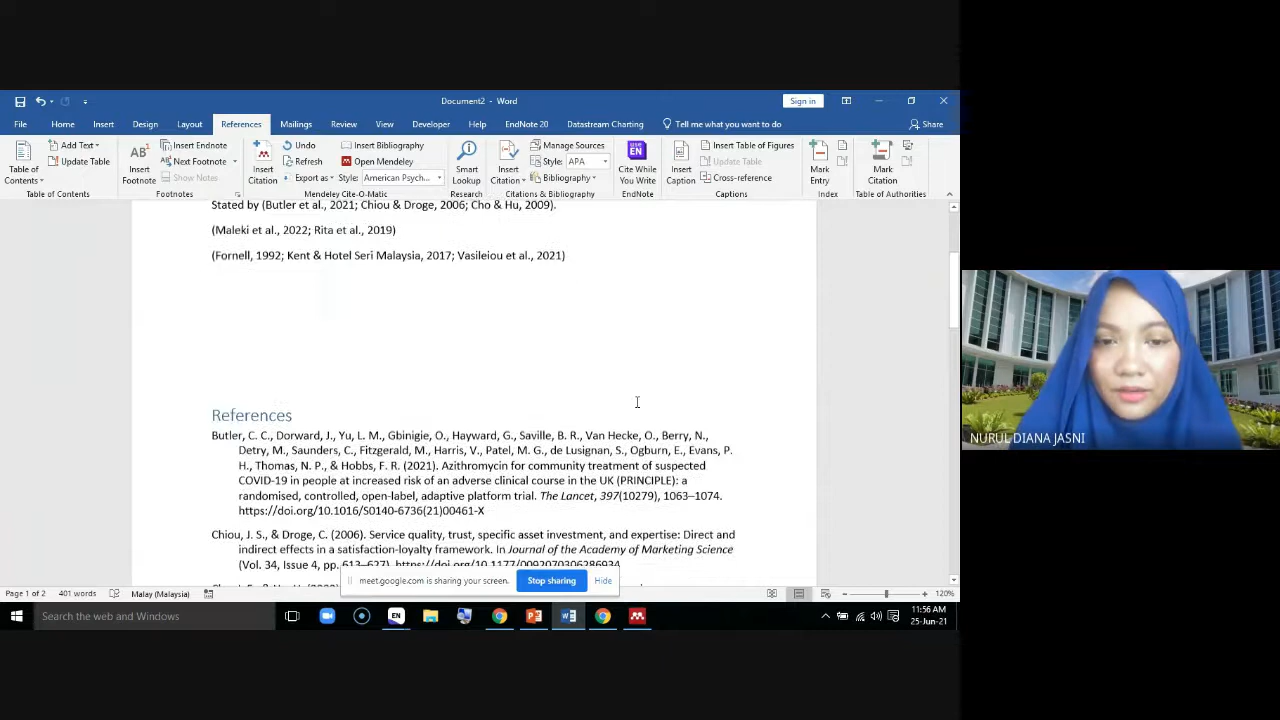 Document2 - Word
Sign in
File Home Insert Design Layout References Mailings Review View Developer Help EndNote 20 Datastream Charting Tell me what you want to do Share
Table of Contents
Add Text
Update Table
Table of Contents
AB1
Insert Footnote
Insert Endnote
Next Footnote
Show Notes
Footnotes
Insert Citation
Undo
Refresh
Export as
Insert Bibliography
Open Mendeley
Style: American Psych...
Mendeley Cite-O-Matic
Smart Lookup
Research
Insert Citation
Manage Sources
Style: APA
Bibliography
Citations & Bibliography
EN
Cite While You Write
EndNote
Insert Caption
Insert Table of Figures
Update Table
Cross-reference
Captions
Mark Entry
Index
Mark Citation
Table of Authorities
Stated by (Butler et al., 2021; Chiou & Droge, 2006; Cho & Hu, 2009).
(Maleki et al., 2022; Rita et al., 2019)
(Fornell, 1992; Kent & Hotel Seri Malaysia, 2017; Vasileiou et al., 2021)
References
Butler, C. C., Dorward, J., Yu, L. M., Gbinigie, O., Hayward, G., Saville, B. R., Van Hecke, O., Berry, N.,
Detry, M., Saunders, C., Fitzgerald, M., Harris, V., Patel, M. G., de Lusignan, S., Ogburn, E., Evans, P.
H., Thomas, N. P., & Hobbs, F. R. (2021). Azithromycin for community treatment of suspected
COVID-19 in people at increased risk of an adverse clinical course in the UK (PRINCIPLE): a
randomised, controlled, open-label, adaptive platform trial. The Lancet, 397(10279), 1063–1074.
https://doi.org/10.1016/S0140-6736(21)00461-X
Chiou, J. S., & Droge, C. (2006). Service quality, trust, specific asset investment, and expertise: Direct and
indirect effects in a satisfaction-loyalty framework. In Journal of the Academy of Marketing Science
(Vol. 34, Issue 4, pp. 613–627). https://doi.org/10.1177/0092070306286934
meet.google.com is sharing your screen.
Stop sharing
Hide
NURUL DIANA JASNI
Page 1 of 2 401 words Malay (Malaysia) 120%
Search the web and Windows
EN
11:56 AM
25-Jun-21